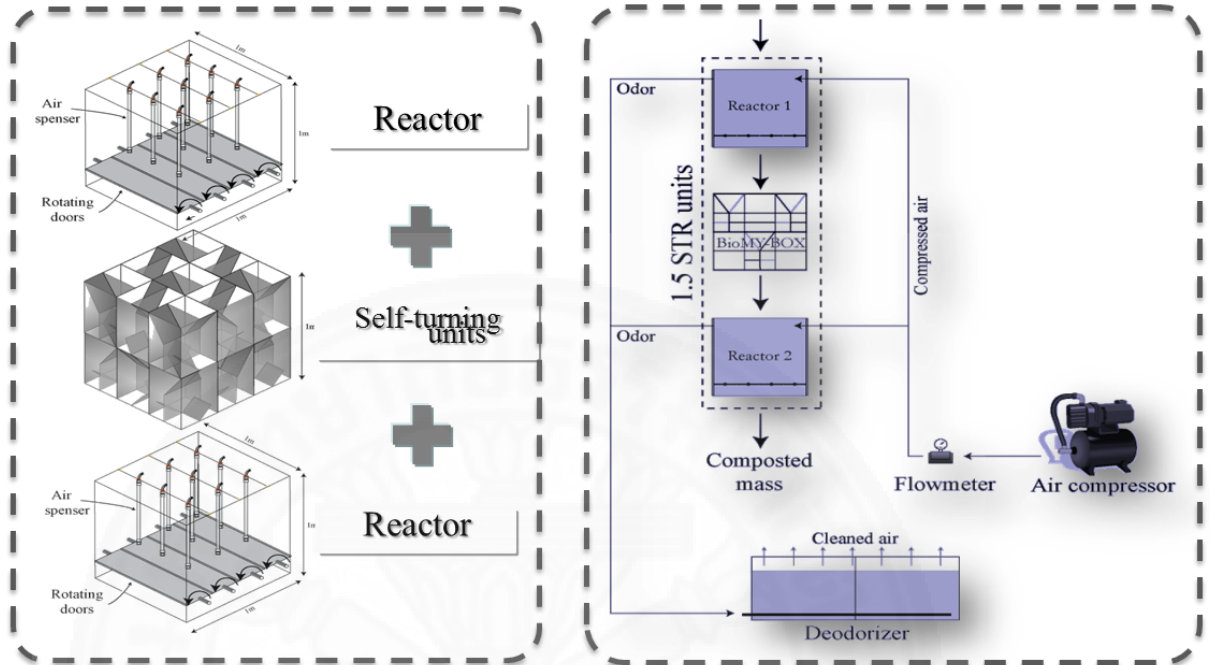 1m
1m
Air
spenser
1m
Rotating
doors
1m
Reactor
1m
Self-turning
units
1m
1m
Air
spenser
1m
Rotating
doors
1m
Reactor
Odor
Reactor 1
BioMY-BOX
1.5 STR units
Compressed air
Odor
Reactor 2
Composted
mass
Flowmeter
Air compressor
Cleaned air
Deodorizer